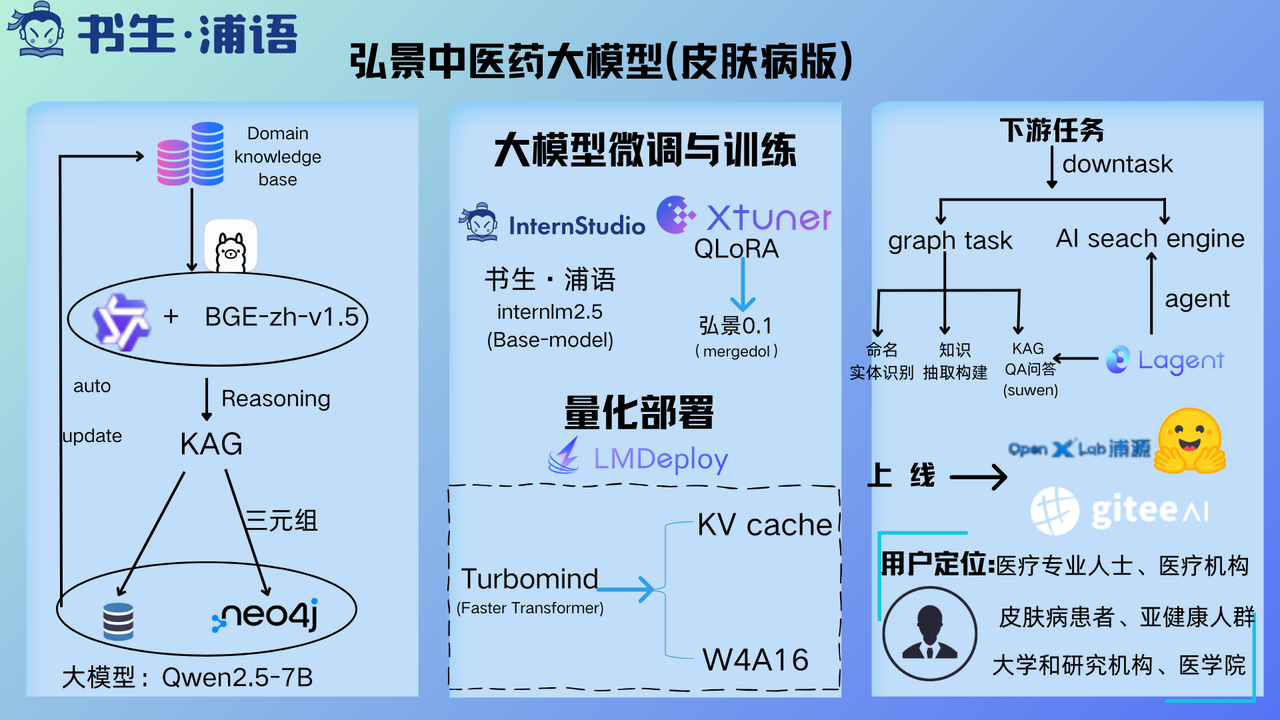 书生·浦语
弘景中医药大模型(皮肤病版)
Domain
knowledge
base
+ BGE-zh-v1.5
auto
update
Reasoning
KAG
三元组
neo4j
大模型：Qwen2.5-7B
大模型微调与训练
InternStudio
Xtuner
QLoRA
书生·浦语
internlm2.5
(Base-model)
弘景0.1
(mergedol)
量化部署
LMDeploy
KV cache
Turbomind
(Faster Transformer)
W4A16
下游任务
downtask
graph task
AI seach engine
agent
命名
实体识别
知识
抽取构建
KAG
QA问答
(suwen)
Lagent
OpenXLab浦源
上 线
gitee AI
用户定位:医疗专业人士、医疗机构
皮肤病患者、亚健康人群
大学和研究机构、医学院